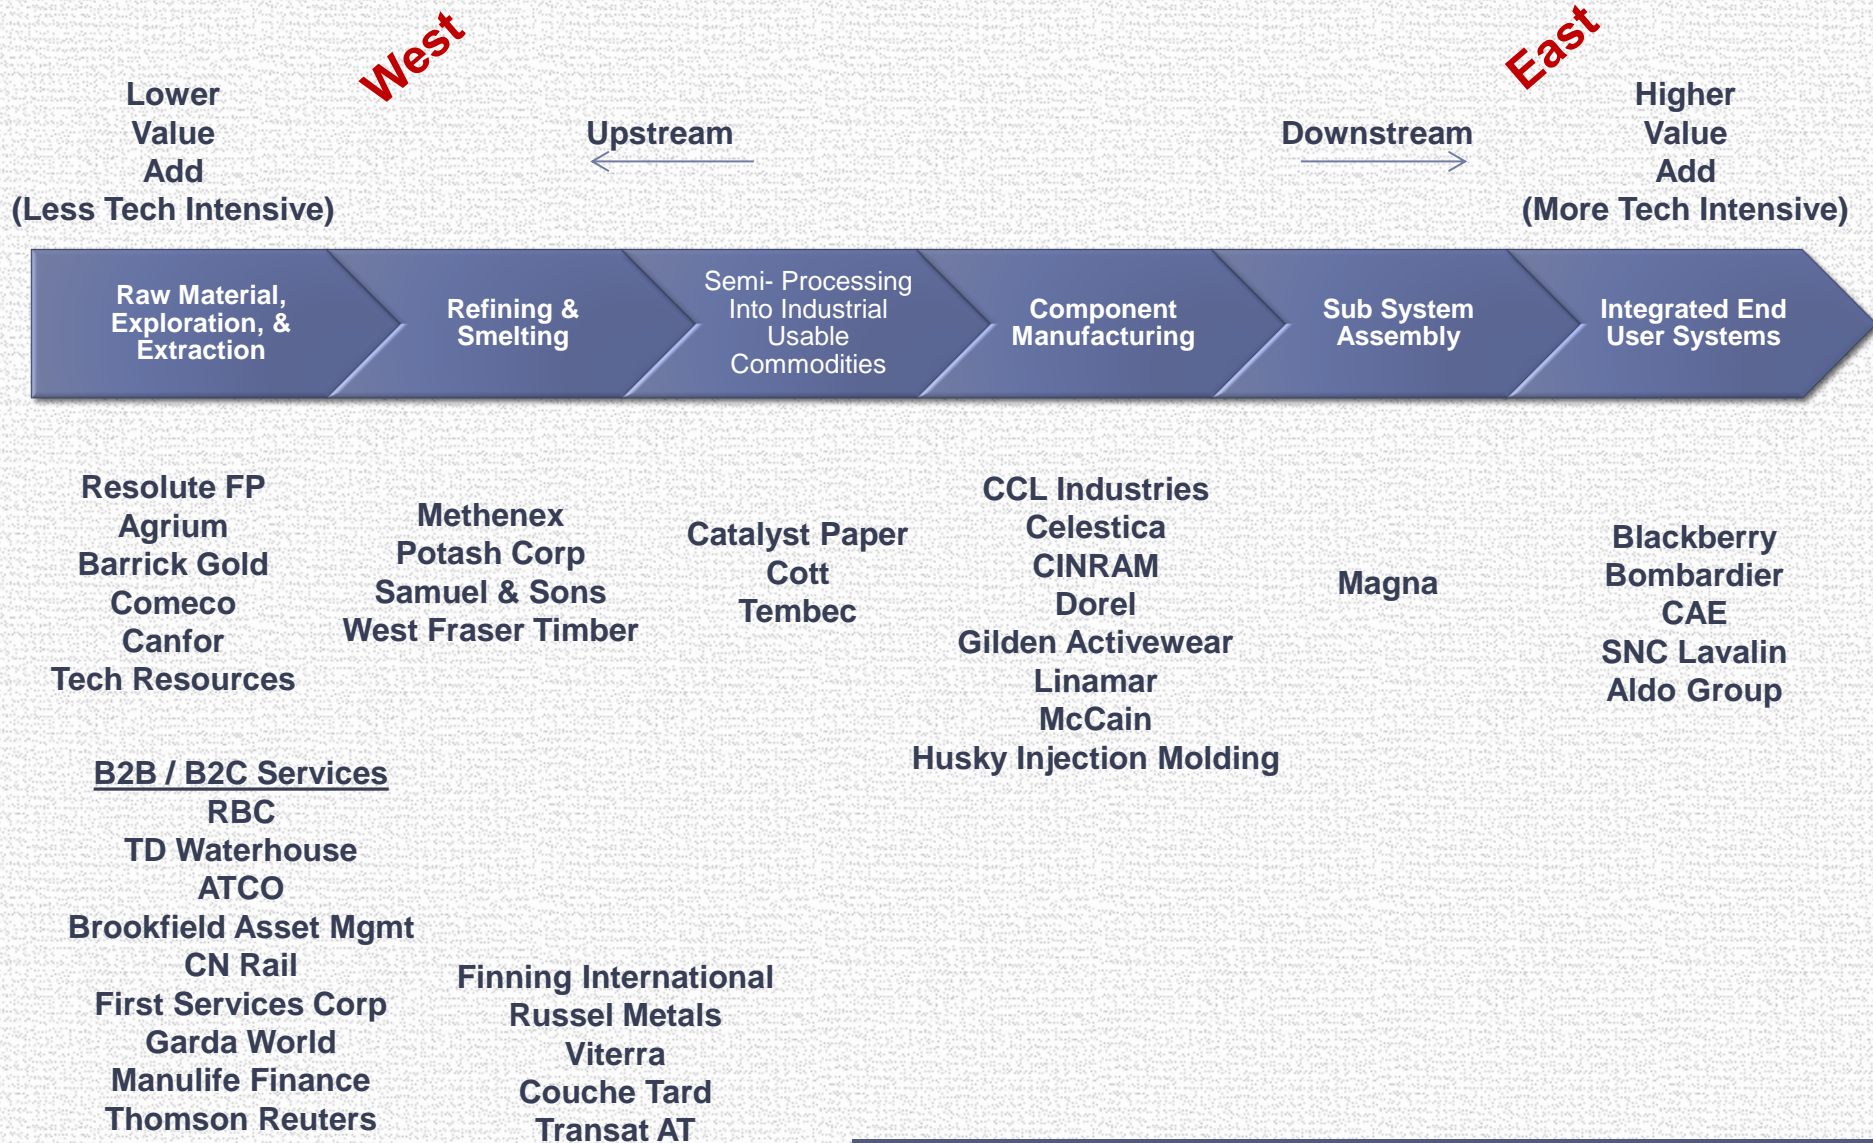 West
East
Lower
Value
Add
(Less Tech Intensive)
Upstream
Downstream
Higher
Value
Add
(More Tech Intensive)
Raw Material,
Exploration, &
Extraction
Refining &
Smelting
Semi- Processing
Into Industrial
Usable
Commodities
Component
Manufacturing
Sub System
Assembly
Integrated End
User Systems
Resolute FP
Agrium
Barrick Gold
Comeco
Canfor
Tech Resources
Methenex
Potash Corp
Samuel & Sons
West Fraser Timber
Catalyst Paper
Cott
Tembec
CCL Industries
Celestica
CINRAM
Dorel
Gilden Activewear
Linamar
McCain
Husky Injection Molding
Magna
Blackberry
Bombardier
CAE
SNC Lavalin
Aldo Group
B2B / B2C Services
RBC
TD Waterhouse
ATCO
Brookfield Asset Mgmt
CN Rail
First Services Corp
Garda World
Manulife Finance
Thomson Reuters
Finning International
Russel Metals
Viterra
Couche Tard
Transat AT